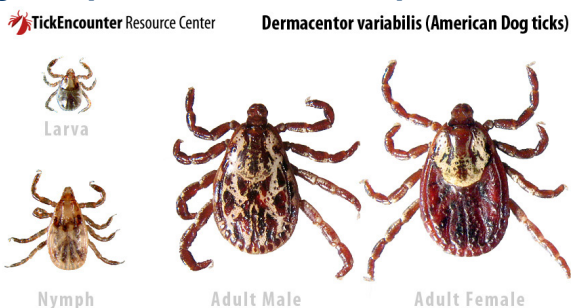 TickEncounter Resource Center
Dermacentor variabilis (American Dog ticks)
Larva
Nymph
Adult Male
Adult Female